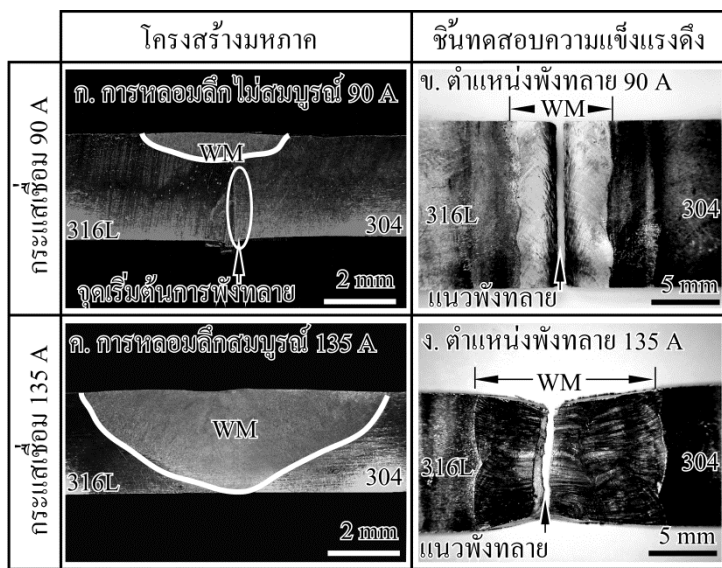 โครงสร้างมหภาค
ชิ้นทดสอบความแข็งแรงดึง
กระแสเชื่อม 90 A
ก. การหลอมลึกไม่สมบูรณ์ 90 A
WM
316L
304
จุดเริ่มต้นการพังทลาย
2 mm
ข. ตำแหน่งพังทลาย 90 A
WM
316L
304
แนวพังทลาย
5 mm
กระแสเชื่อม 135 A
ค. การหลอมลึกสมบูรณ์ 135 A
WM
316L
304
2 mm
ง. ตำแหน่งพังทลาย 135 A
WM
316L
304
แนวพังทลาย
5 mm